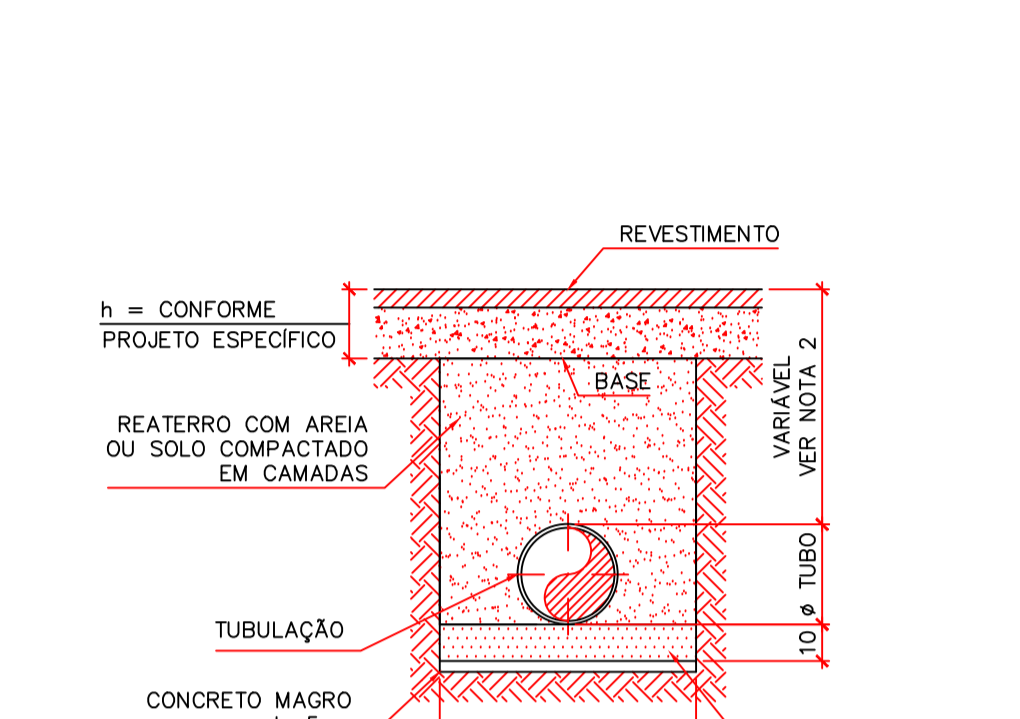 REVESTIMENTO
h = CONFORME
PROJETO ESPECÍFICO
BASE
VARIÁVEL
VER NOTA 2
REATERRO COM AREIA
OU SOLO COMPACTADO
EM CAMADAS
ø TUBO
10
TUBULAÇÃO
CONCRETO MAGRO